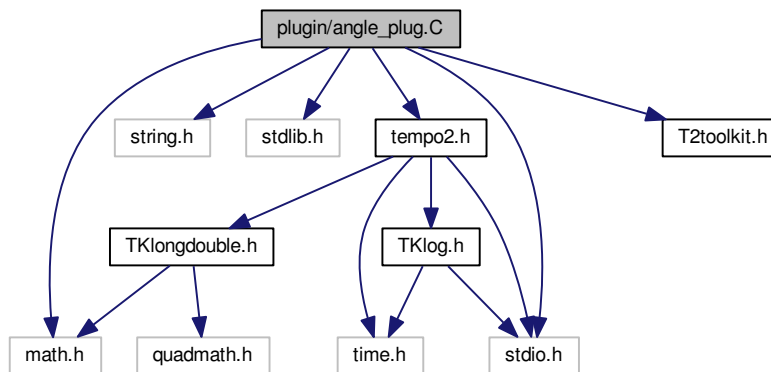 plugin/angle_plug.C
string.h
stdlib.h
tempo2.h
T2toolkit.h
TKlongdouble.h
TKlog.h
math.h
quadmath.h
time.h
stdio.h